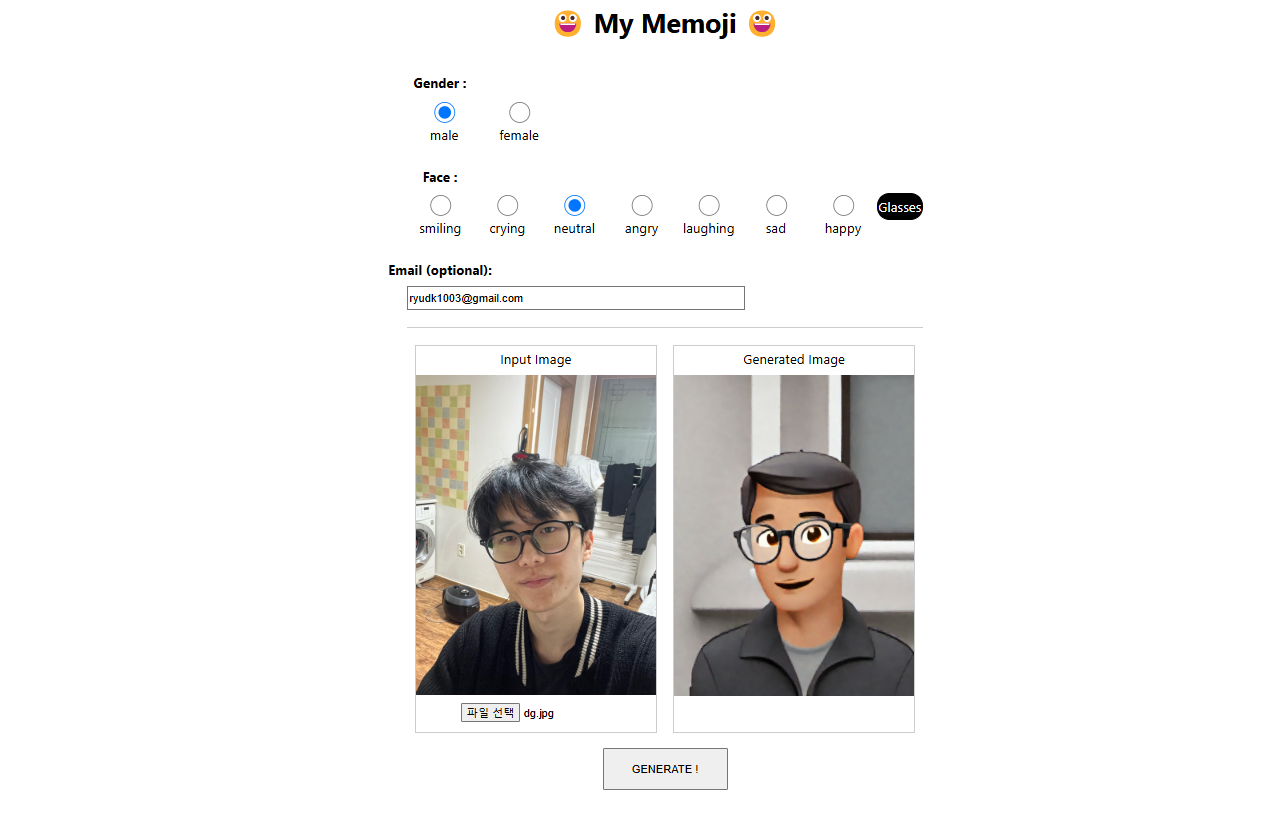 My Memoji
Gender :
male female
Face :
smiling crying neutral angry laughing sad happy Glasses
Email (optional):
ryudk1003@gmail.com
Input Image Generated Image
파일 선택 dg.jpg
GENERATE !